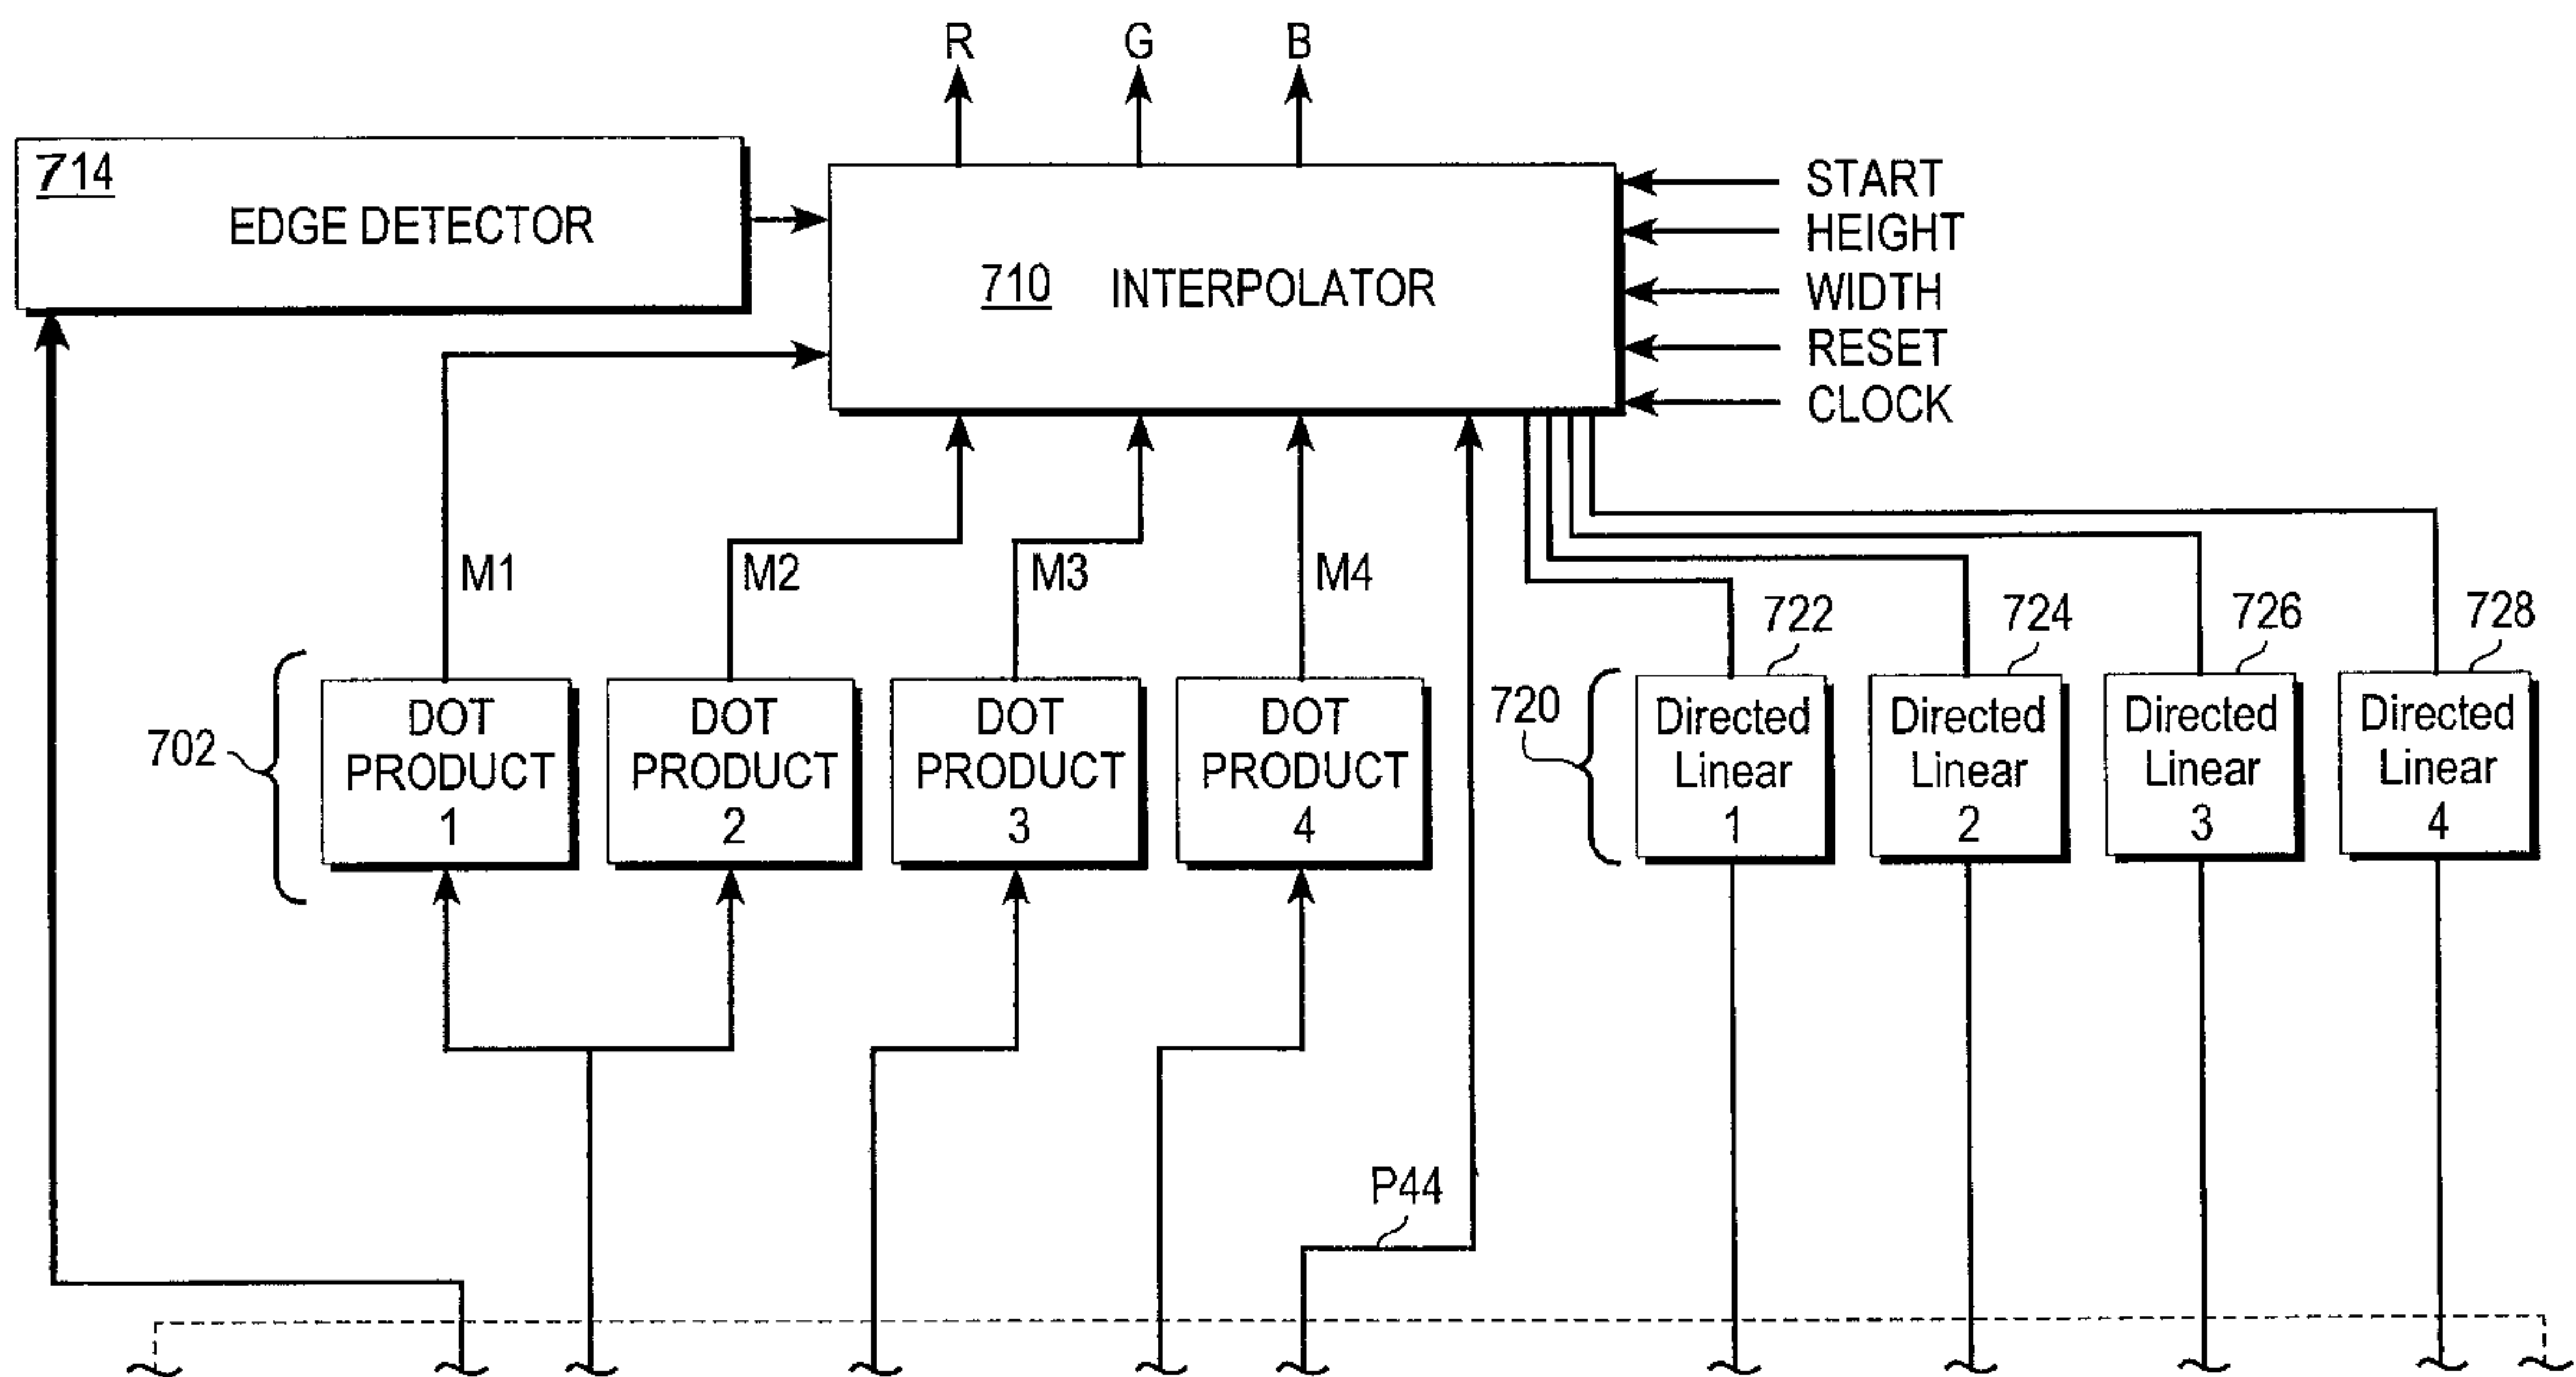 R G B
714
EDGE DETECTOR
710 INTERPOLATOR
START
HEIGHT
WIDTH
RESET
CLOCK
M1 M2 M3 M4
722 724 726 728
702
720
DOT
PRODUCT
1
DOT
PRODUCT
2
DOT
PRODUCT
3
DOT
PRODUCT
4
Directed
Linear
1
Directed
Linear
2
Directed
Linear
3
Directed
Linear
4
P44